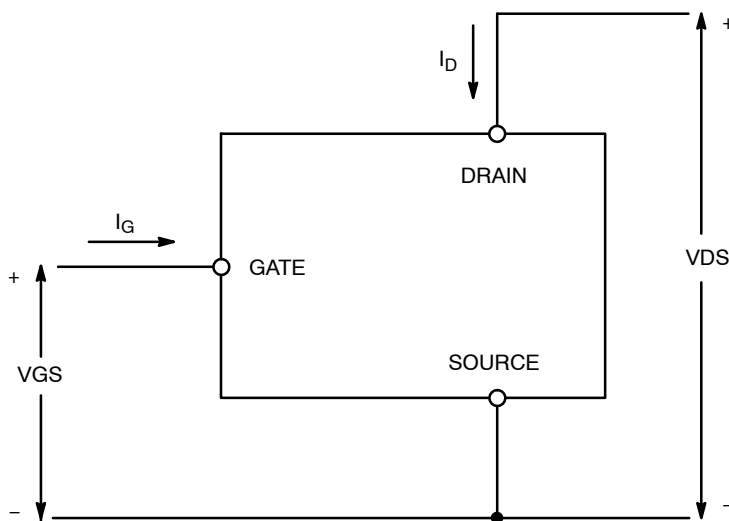 +
I_D
DRAIN
I_G
GATE
+
VDS
VGS
SOURCE
–
–